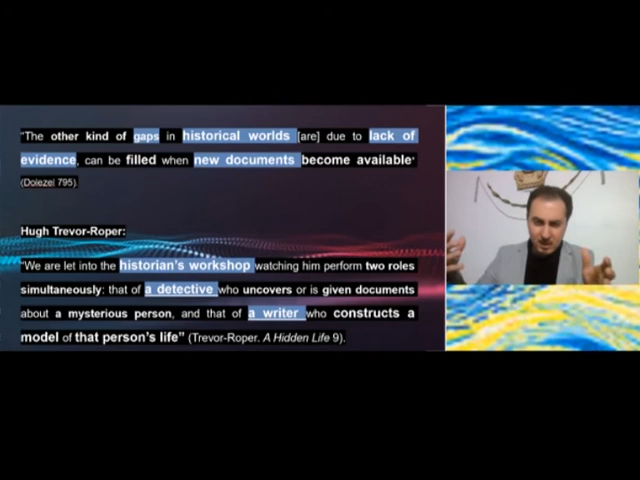 "The other kind of gaps in historical worlds [are] due to lack of
evidence, can be filled when new documents become available"
(Dolezel 795).
Hugh Trevor-Roper:
"We are let into the historian's workshop watching him perform two roles
simultaneously: that of a detective who uncovers or is given documents
about a mysterious person, and that of a writer who constructs a
model of that person's life" (Trevor-Roper. A Hidden Life 9).